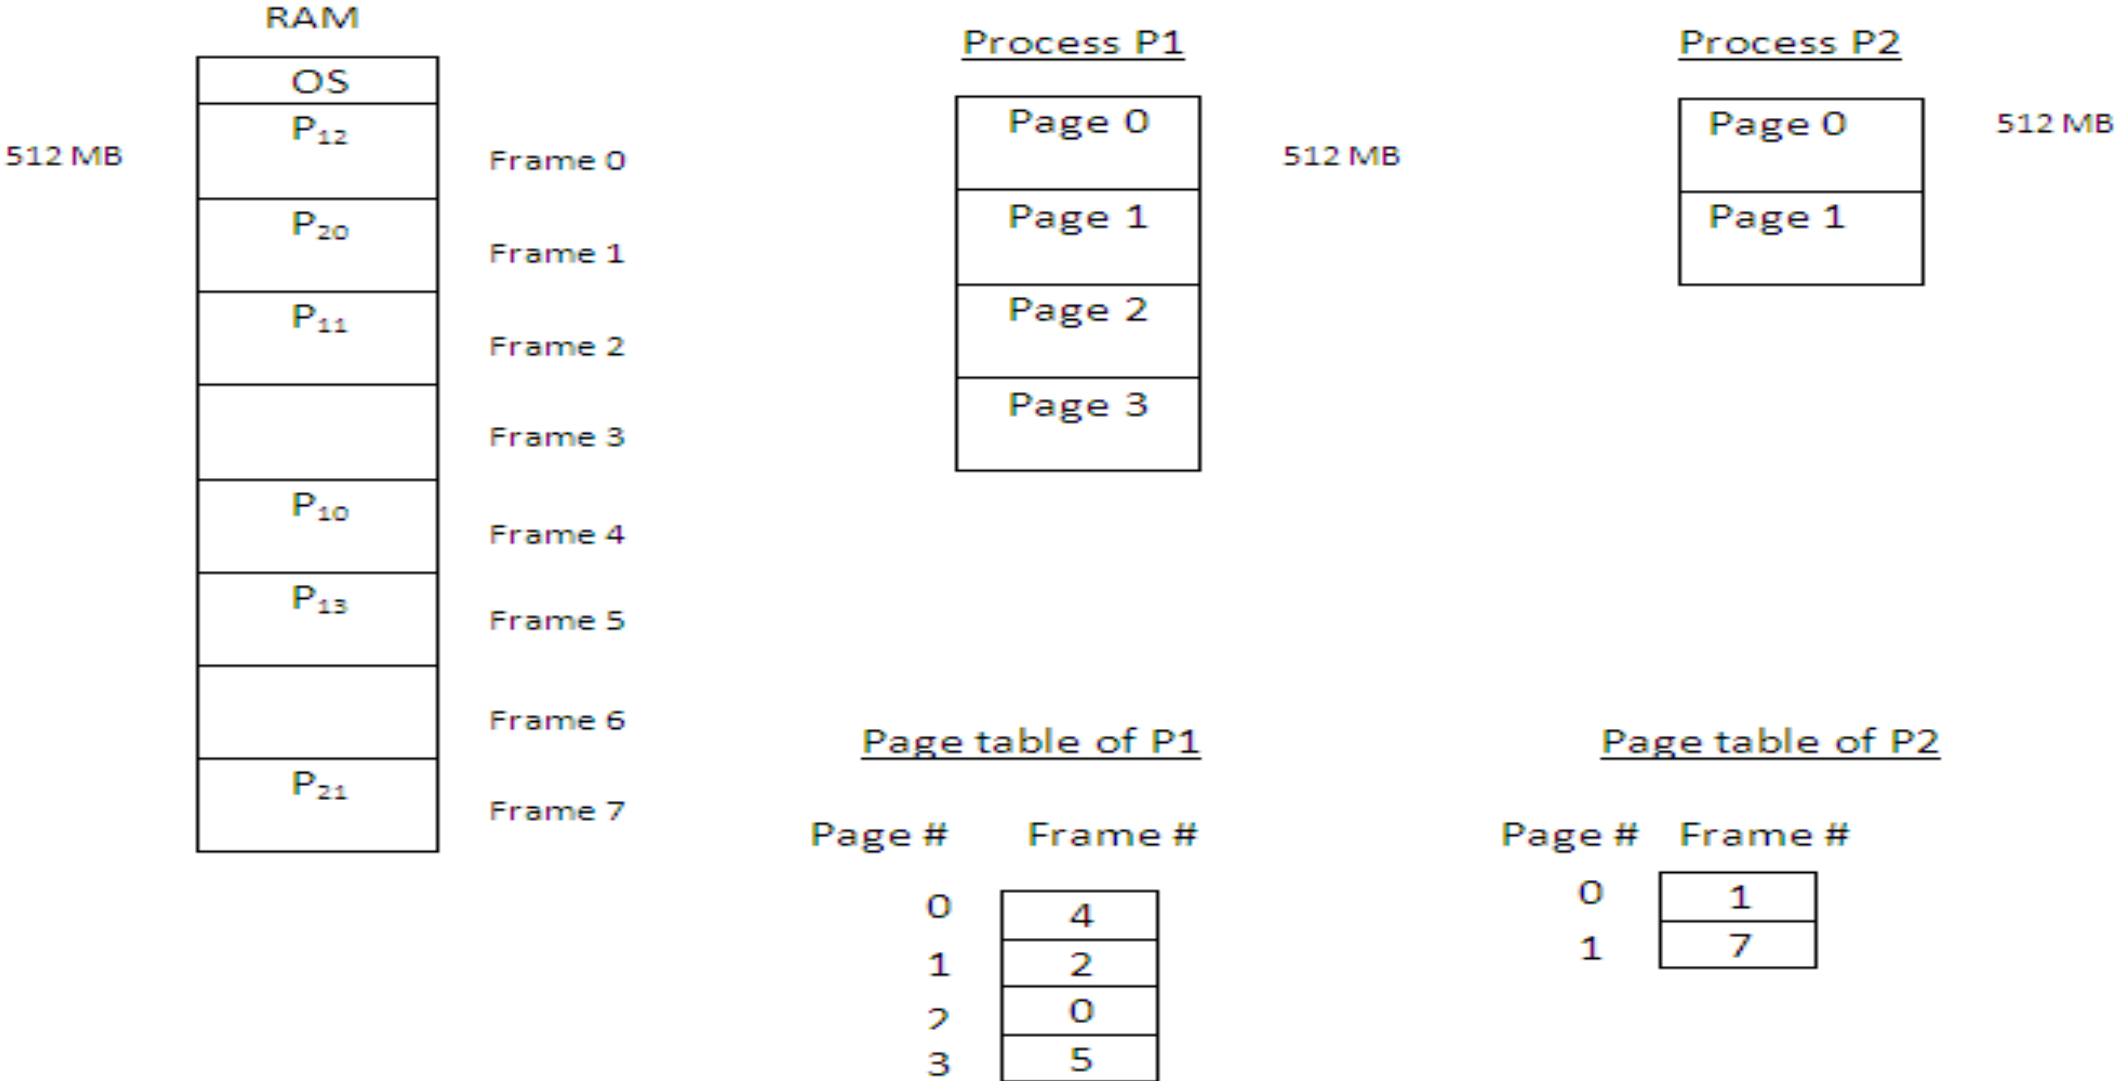 RAM
OS
512 MB
P12
Frame 0
P20
Frame 1
P11
Frame 2
Frame 3
P10
Frame 4
P13
Frame 5
Frame 6
P21
Frame 7
Process P1
Page 0
512 MB
Page 1
Page 2
Page 3
Process P2
Page 0
512 MB
Page 1
Page table of P1
Page # Frame #
0 4
1 2
2 0
3 5
Page table of P2
Page # Frame #
0 1
1 7